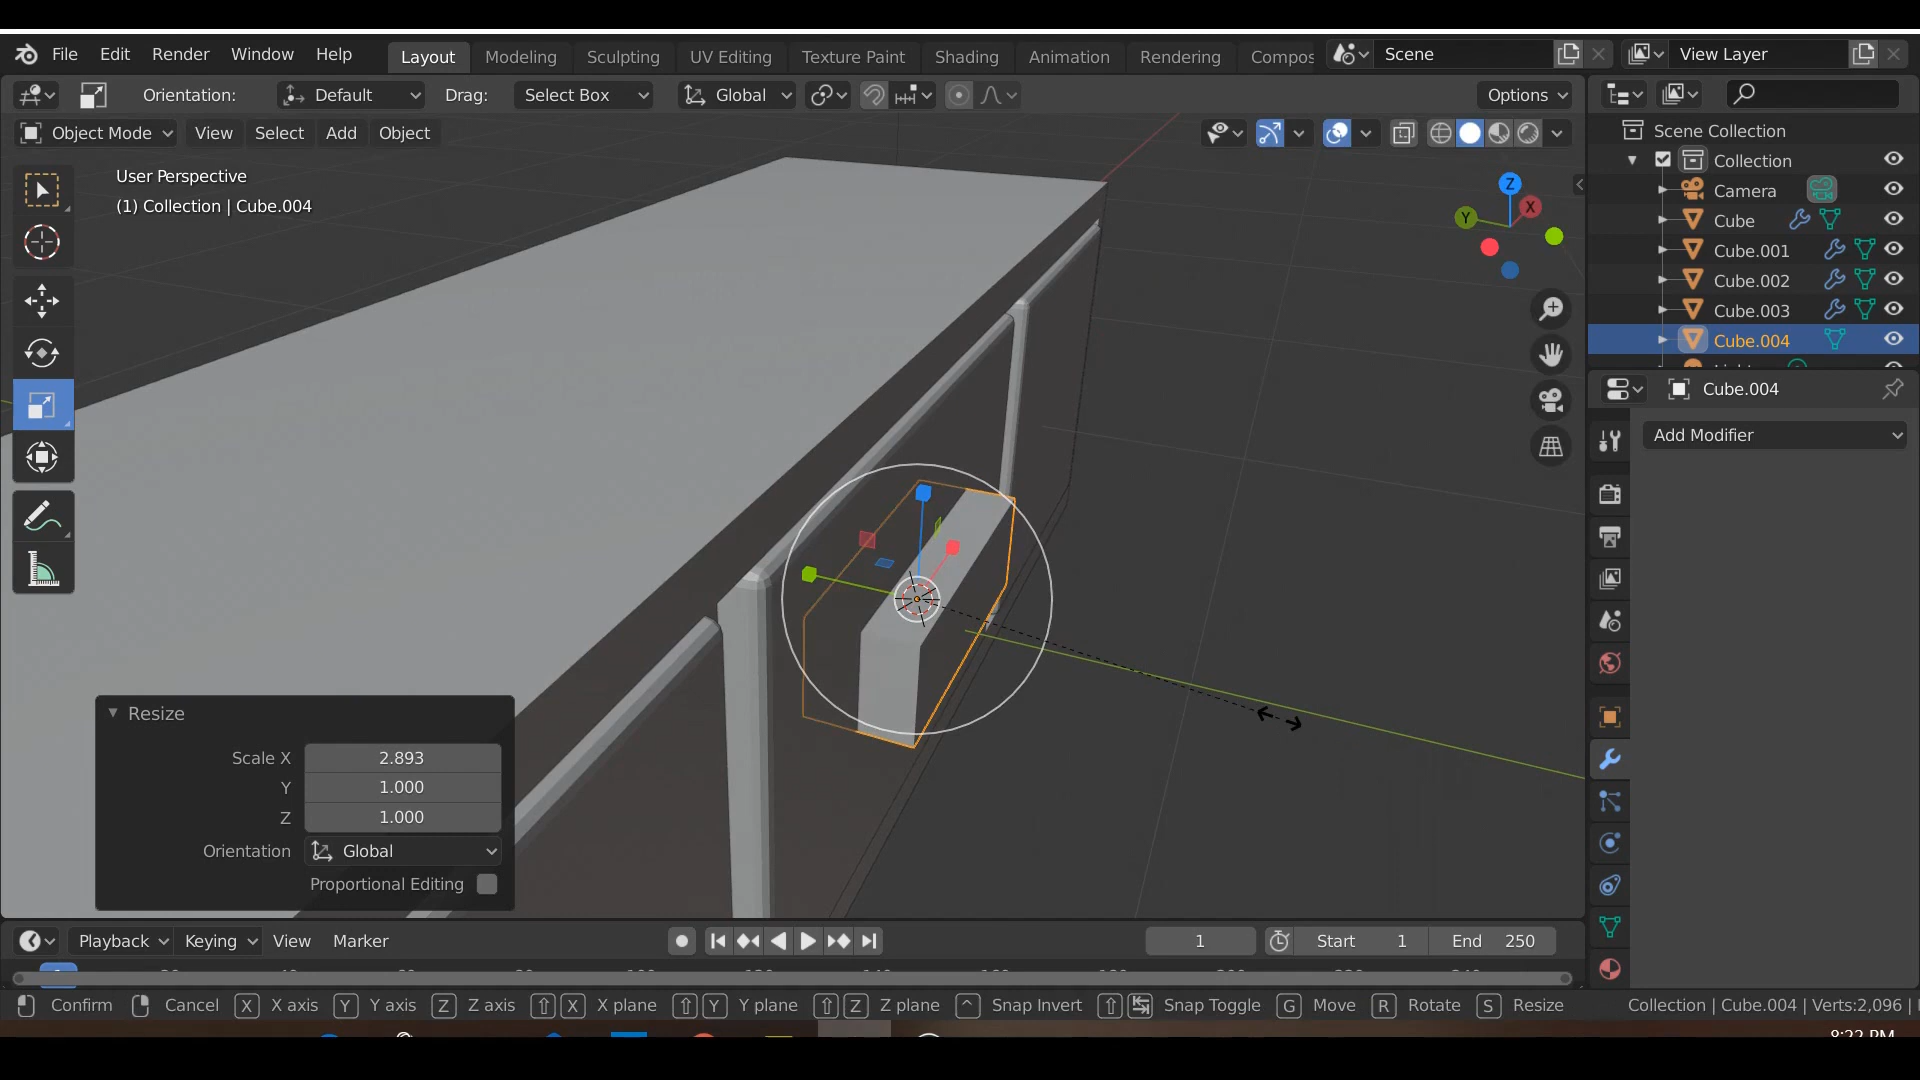 File Edit Render Window Help Layout Modeling Sculpting UV Editing Texture Paint Shading Animation Rendering Compos Scene View Layer
Orientation: Default Drag: Select Box Global Options
Object Mode View Select Add Object
User Perspective
(1) Collection | Cube.004
Z
X
Y
Scene Collection
Collection
Camera
Cube
Cube.001
Cube.002
Cube.003
Cube.004
Cube.004
Add Modifier
Resize
Scale X 2.893
Y 1.000
Z 1.000
Orientation Global
Proportional Editing
Playback Keying View Marker 1 Start 1 End 250
Confirm Cancel X X axis Y Y axis Z Z axis X X plane Y Y plane Z Z plane ^ Snap Invert Snap Toggle G Move R Rotate S Resize Collection | Cube.004 | Verts:2,096 |
8:22 PM